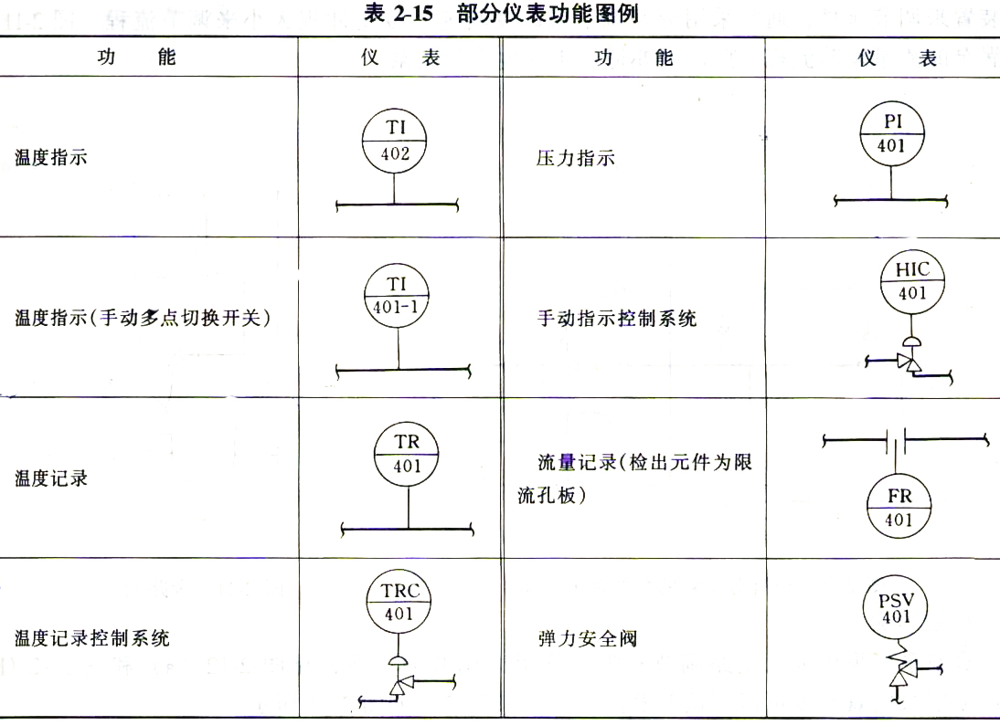 表 2-15 部分仪表功能图例
功 能 仪 表 功 能 仪 表
温度指示
TI
402
压力指示
PI
401
温度指示(手动多点切换开关)
TI
401-1
手动指示控制系统
HIC
401
温度记录
TR
401
流量记录(检出元件为限
流孔板)
FR
401
温度记录控制系统
TRC
401
弹力安全阀
PSV
401